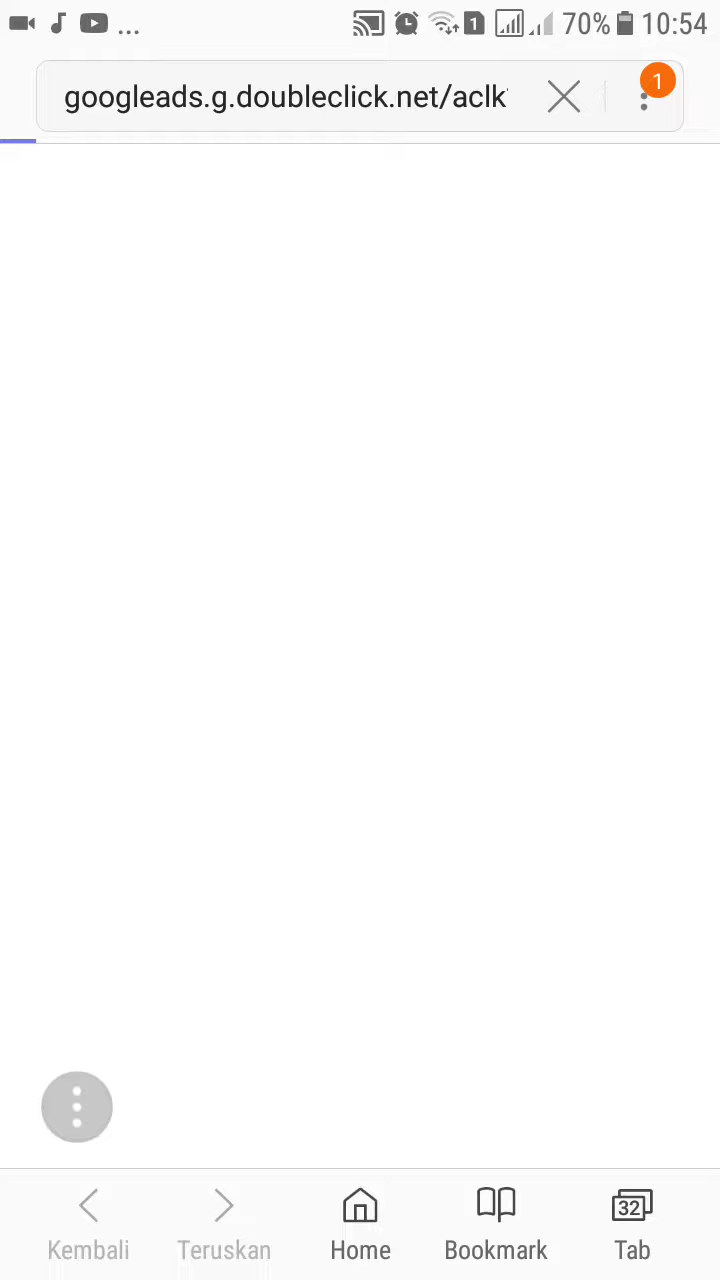 ... 1 70% 10:54
googleads.g.doubleclick.net/aclk 1
32
Kembali Teruskan Home Bookmark Tab